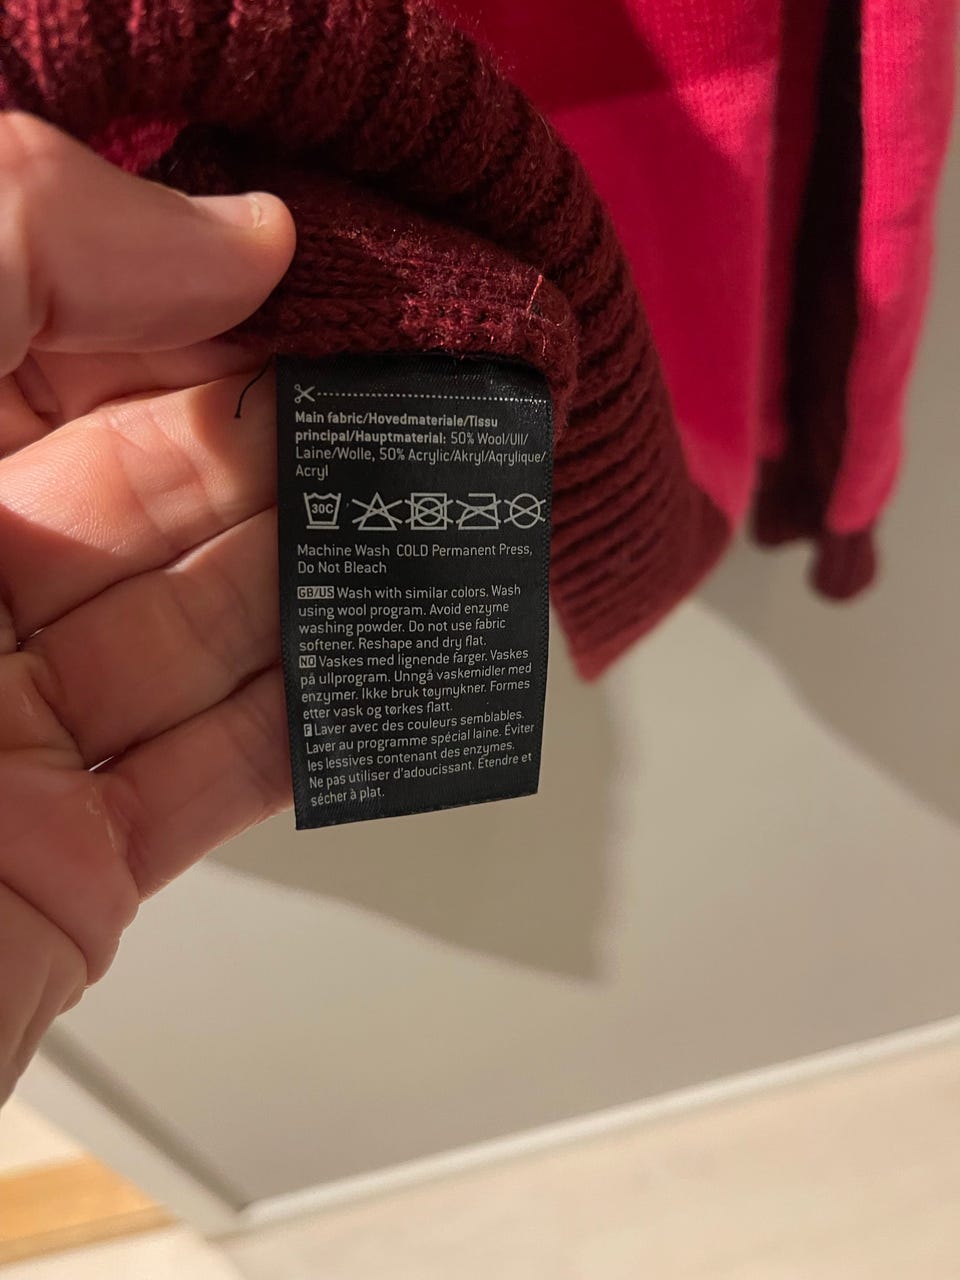 Main fabric/Hovedmateriale/Tissu
principal/Hauptmaterial: 50% Wool/Ull/
Laine/Wolle, 50% Acrylic/Akryl/Aqrylique/
Acryl
30C
Machine Wash COLD Permanent Press,
Do Not Bleach
GB/US Wash with similar colors. Wash
using wool program. Avoid enzyme
washing powder. Do not use fabric
softener. Reshape and dry flat.
NO Vaskes med lignende farger. Vaskes
på ullprogram. Unngå vaskemidler med
enzymer. Ikke bruk tøymykner. Formes
etter vask og tørkes flatt.
F Laver avec des couleurs semblables.
Laver au programme spécial laine. Éviter
les lessives contenant des enzymes.
Ne pas utiliser d'adoucissant. Étendre et
sécher à plat.